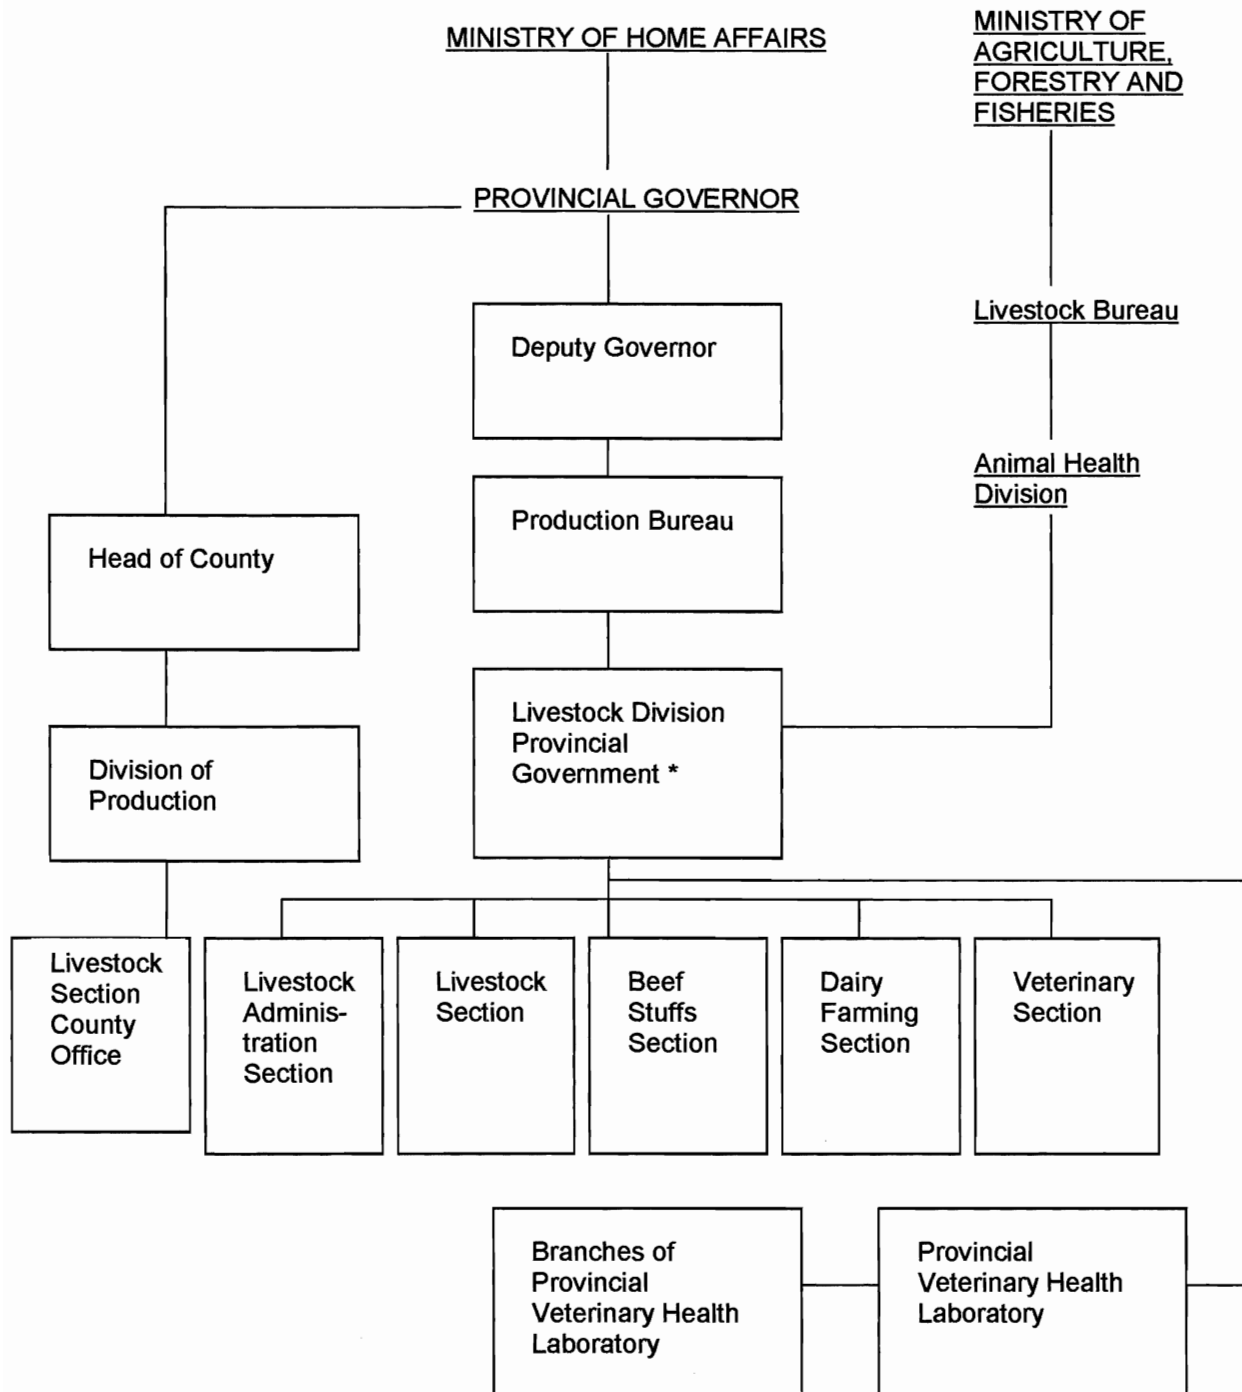 MINISTRY OF HOME AFFAIRS
MINISTRY OF
AGRICULTURE,
FORESTRY AND
FISHERIES
PROVINCIAL GOVERNOR
Livestock Bureau
Deputy Governor
Animal Health
Division
Production Bureau
Head of County
Livestock Division
Provincial
Government *
Division of
Production
Livestock
Section
County
Office
Livestock
Adminis-
tration
Section
Livestock
Section
Beef
Stuffs
Section
Dairy
Farming
Section
Veterinary
Section
Branches of
Provincial
Veterinary Health
Laboratory
Provincial
Veterinary Health
Laboratory